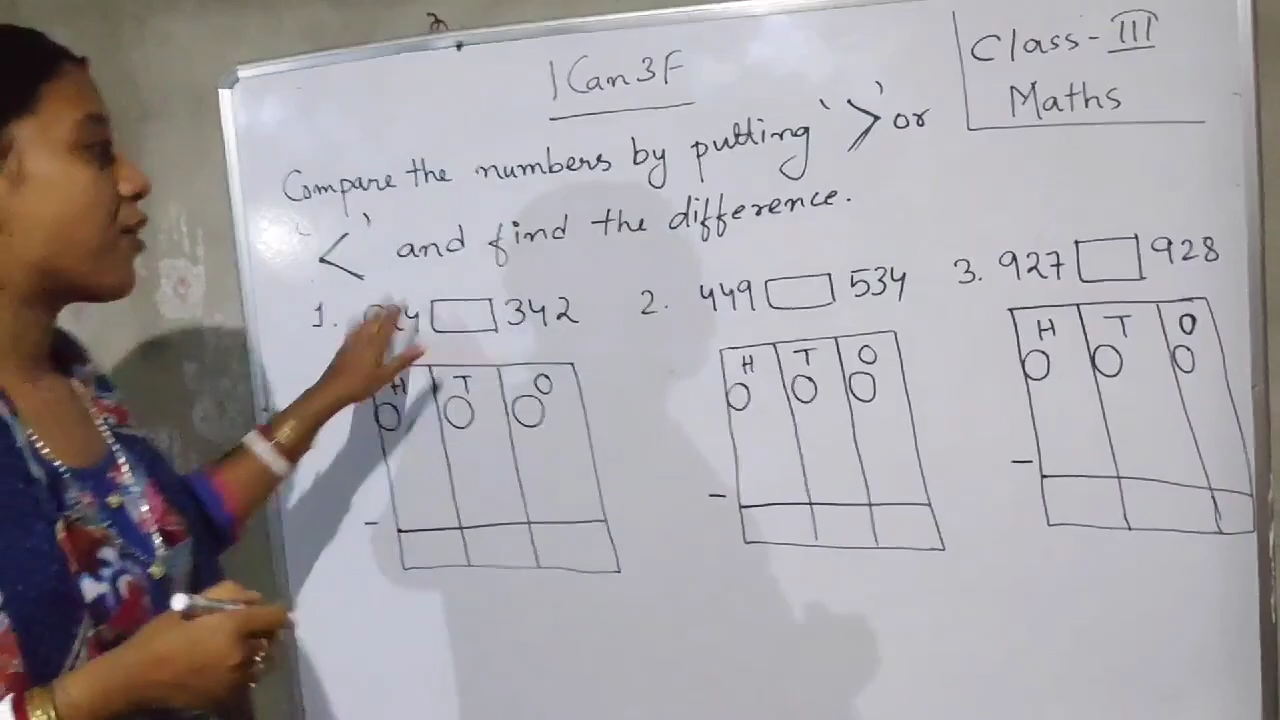 Class - III
Maths
I Can 3F
Compare the numbers by putting '>' or
'<' and find the difference.
1. 342
2. 449 534
3. 927 928
H T O
H T O
H T O
-
-
-